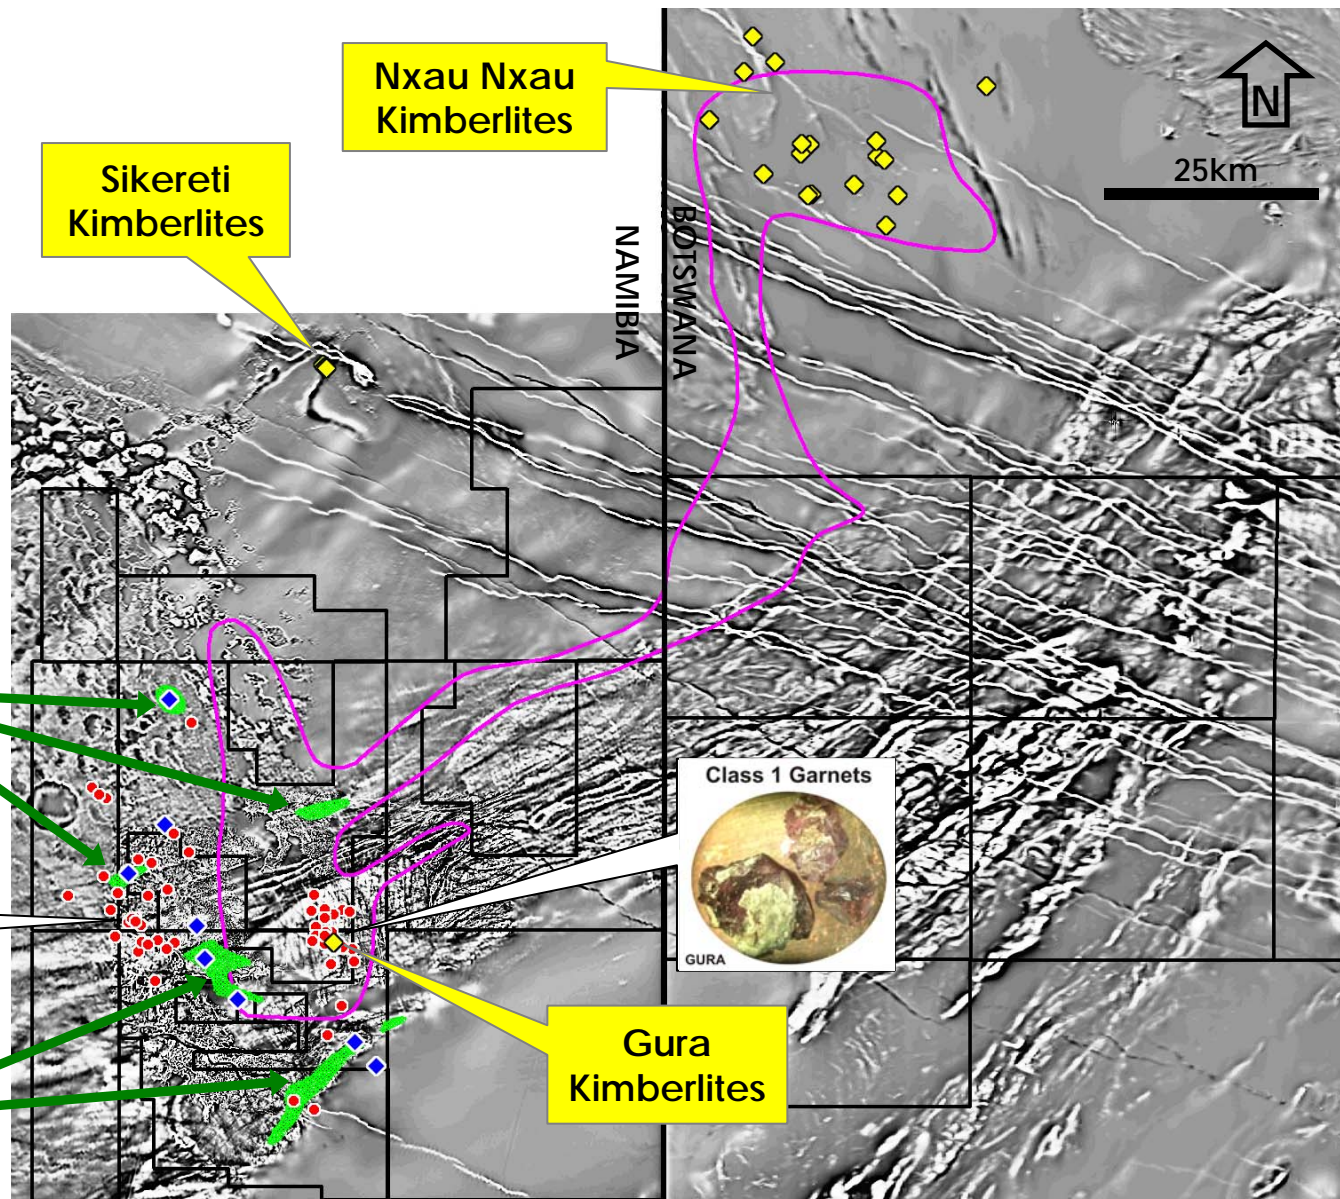 Nxau Nxau
Kimberlites
N
25km
Sikereti
Kimberlites
NAMIBIA
BOTSWANA
Class 1 Garnets
GURA
Gura
Kimberlites